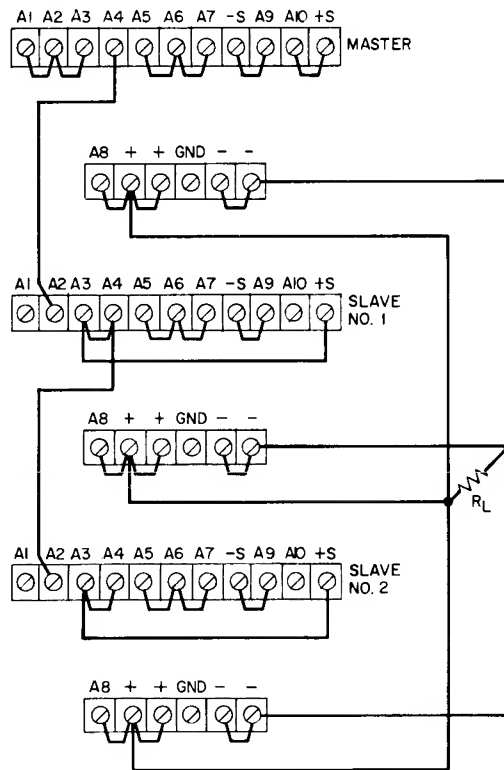 A1 A2 A3 A4 A5 A6 A7 -S A9 A10 +S
MASTER
A8 + + GND - -
A1 A2 A3 A4 A5 A6 A7 -S A9 A10 +S
SLAVE
NO. 1
A8 + + GND - -
RL
A1 A2 A3 A4 A5 A6 A7 -S A9 A10 +S
SLAVE
NO. 2
A8 + + GND - -